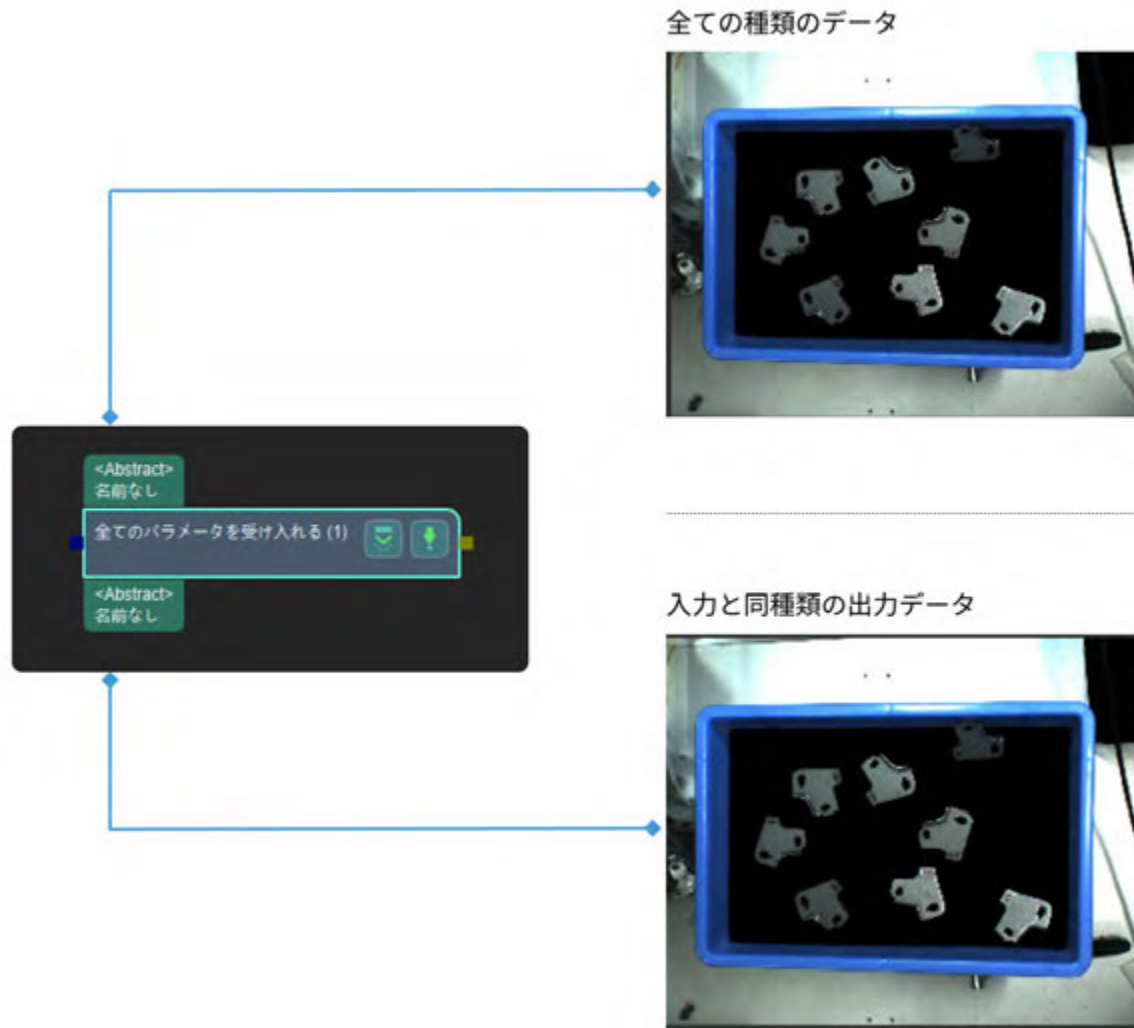 全ての種類のデータ
<Abstract>
名前なし
全てのパラメータを受け入れる (1)
<Abstract>
名前なし
入力と同種類の出力データ